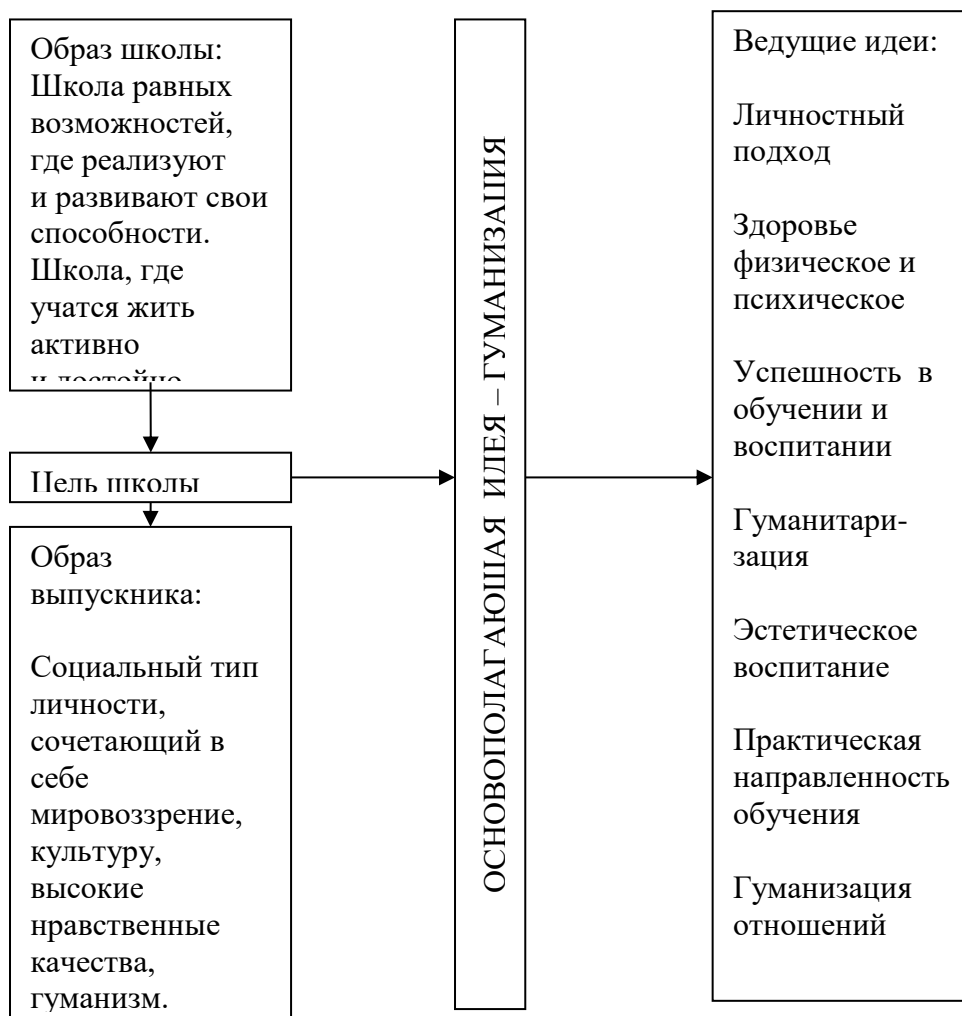 Образ школы:
Школа равных
возможностей,
где реализуют
и развивают свои
способности.
Школа, где
учатся жить
активно
и достойно
Цель школы
Образ
выпускника:
Социальный тип
личности,
сочетающий в
себе
мировоззрение,
культуру,
высокие
нравственные
качества,
гуманизм.
ОСНОВОПОЛАГАЮЩАЯ ИДЕЯ – ГУМАНИЗАЦИЯ
Ведущие идеи:
Личностный
подход
Здоровье
физическое и
психическое
Успешность в
обучении и
воспитании
Гуманитари-
зация
Эстетическое
воспитание
Практическая
направленность
обучения
Гуманизация
отношений